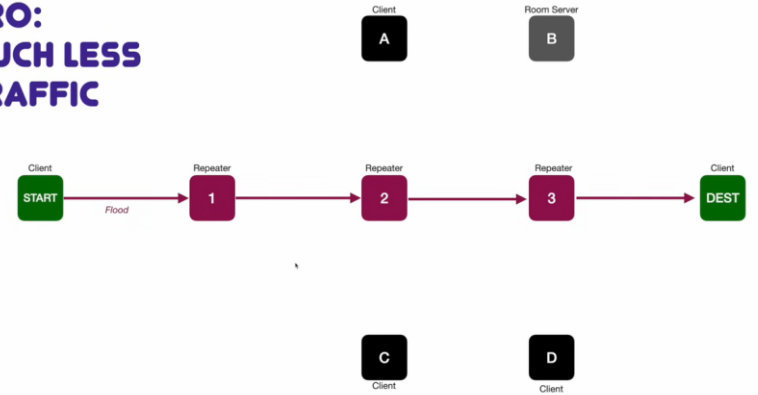 RO:
UCH LESS
RAFFIC
Client
A
Room Server
B
Client
START
Flood
Repeater
1
Repeater
2
Repeater
3
Client
DEST
C
Client
D
Client